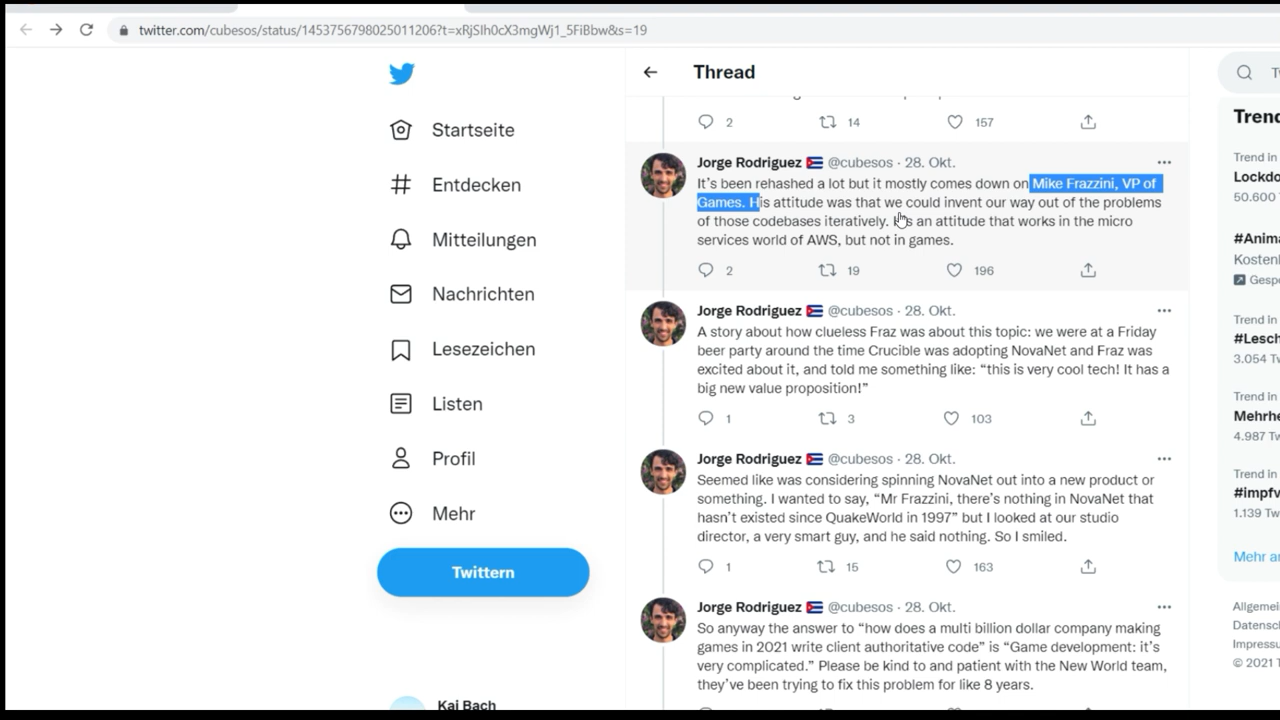 twitter.com/cubesos/status/1453756798025011206?t=xRjSIh0cX3mgWj1_5FiBbw&s=19
Thread
Startseite
Entdecken
Mitteilungen
Nachrichten
Lesezeichen
Listen
Profil
Mehr
Twittern
Kai Bach
2 14 157
Jorge Rodriguez 🇨🇺 @cubesos · 28. Okt.
It's been rehashed a lot but it mostly comes down on Mike Frazzini, VP of
Games. His attitude was that we could invent our way out of the problems
of those codebases iteratively. It's an attitude that works in the micro
services world of AWS, but not in games.
2 19 196
Jorge Rodriguez 🇨🇺 @cubesos · 28. Okt.
A story about how clueless Fraz was about this topic: we were at a Friday
beer party around the time Crucible was adopting NovaNet and Fraz was
excited about it, and told me something like: “this is very cool tech! It has a
big new value proposition!”
1 3 103
Jorge Rodriguez 🇨🇺 @cubesos · 28. Okt.
Seemed like was considering spinning NovaNet out into a new product or
something. I wanted to say, “Mr Frazzini, there's nothing in NovaNet that
hasn't existed since QuakeWorld in 1997” but I looked at our studio
director, a very smart guy, and he said nothing. So I smiled.
1 15 163
Jorge Rodriguez 🇨🇺 @cubesos · 28. Okt.
So anyway the answer to “how does a multi billion dollar company making
games in 2021 write client authoritative code” is “Game development: it's
very complicated.” Please be kind to and patient with the New World team,
they've been trying to fix this problem for like 8 years.
Tw
Trend
Trend in
Lockdo
50.600
Trend in
#Anima
Kostenl
Gespo
Trend in
#Lesch
3.054 Tw
Trend in
Mehrhe
4.987 Tw
Trend in
#impfv
1.139 Tw
Mehr an
Allgemei
Datensch
Impressu
© 2021 T